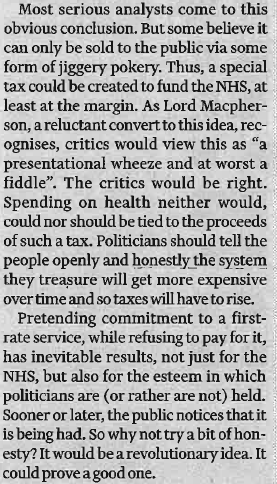 Most serious analysts come to this
obvious conclusion. But some believe it
can only be sold to the public via some
form of jiggery pokery. Thus, a special
tax could be created to fund the NHS, at
least at the margin. As Lord Macpher-
son, a reluctant convert to this idea, rec-
ognises, critics would view this as “a
presentational wheeze and at worst a
fiddle”. The critics would be right.
Spending on health neither would,
could nor should be tied to the proceeds
of such a tax. Politicians should tell the
people openly and honestly the system
they treasure will get more expensive
over time and so taxes will have to rise.
Pretending commitment to a first-
rate service, while refusing to pay for it,
has inevitable results, not just for the
NHS, but also for the esteem in which
politicians are (or rather are not) held.
Sooner or later, the public notices that it
is being had. So why not try a bit of hon-
esty? It would be a revolutionary idea. It
could prove a good one.